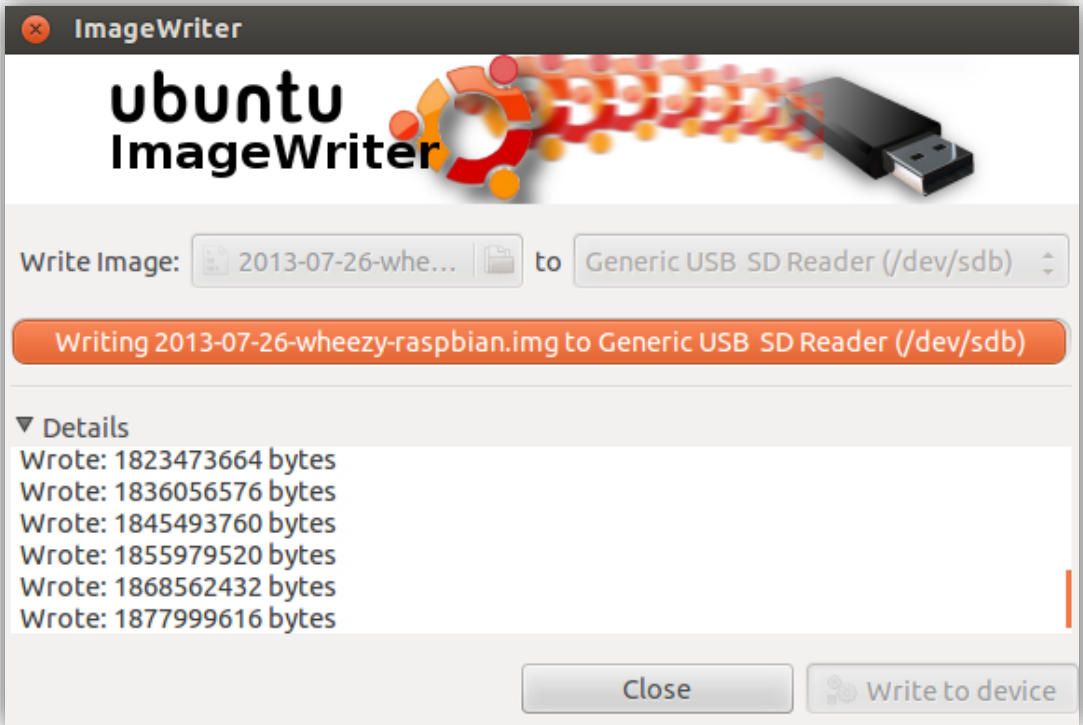 ImageWriter
ubuntu
ImageWriter
Write Image: 2013-07-26-whe... to Generic USB SD Reader (/dev/sdb)
Writing 2013-07-26-wheezy-raspbian.img to Generic USB SD Reader (/dev/sdb)
Details
Wrote: 1823473664 bytes
Wrote: 1836056576 bytes
Wrote: 1845493760 bytes
Wrote: 1855979520 bytes
Wrote: 1868562432 bytes
Wrote: 1877999616 bytes
Close Write to device